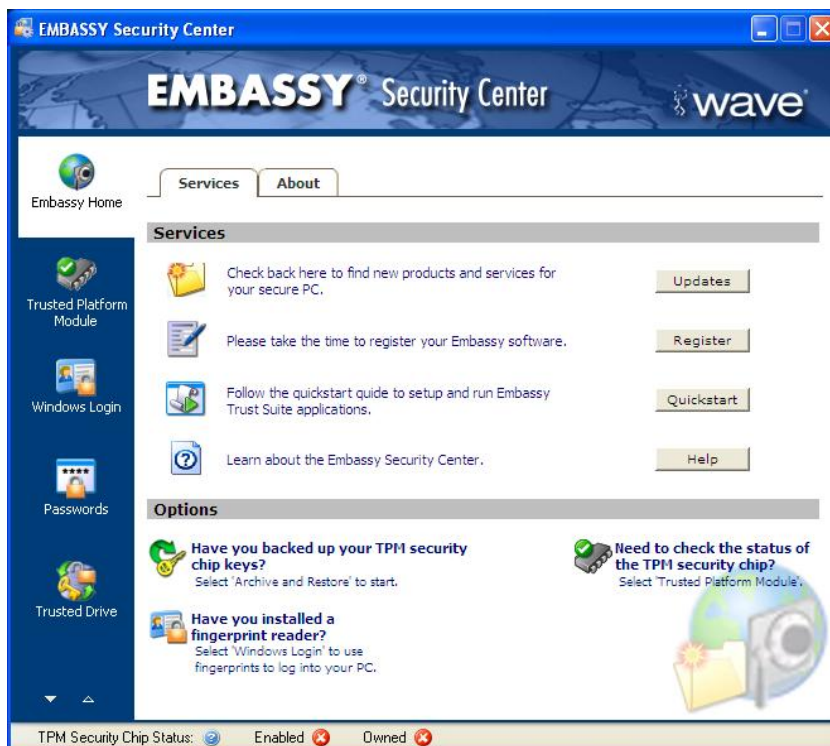 EMBASSY Security Center
EMBASSY® Security Center
wave
Embassy Home
Trusted Platform
Module
Windows Login
Passwords
Trusted Drive
Services
About
Services
Check back here to find new products and services for
your secure PC.
Updates
Please take the time to register your Embassy software.
Register
Follow the quickstart guide to setup and run Embassy
Trust Suite applications.
Quickstart
Learn about the Embassy Security Center.
Help
Options
Have you backed up your TPM security
chip keys?
Select 'Archive and Restore' to start.
Need to check the status of
the TPM security chip?
Select 'Trusted Platform Module'.
Have you installed a
fingerprint reader?
Select 'Windows Login' to use
fingerprints to log into your PC.
TPM Security Chip Status: Enabled Owned